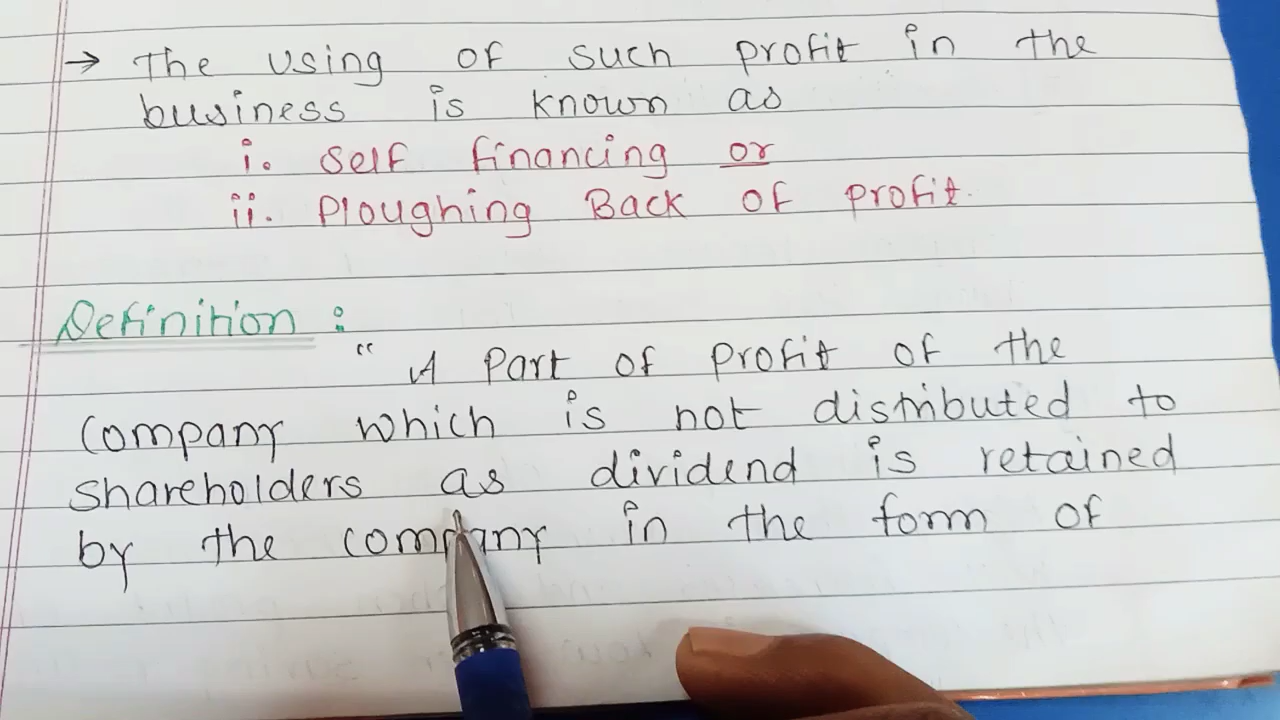 → The using of such profit in the
business is known as
i. self financing or
ii. Ploughing Back of profit.
Definition :
“ A part of profit of the
company which is not distributed to
shareholders as dividend is retained
by the company in the form of